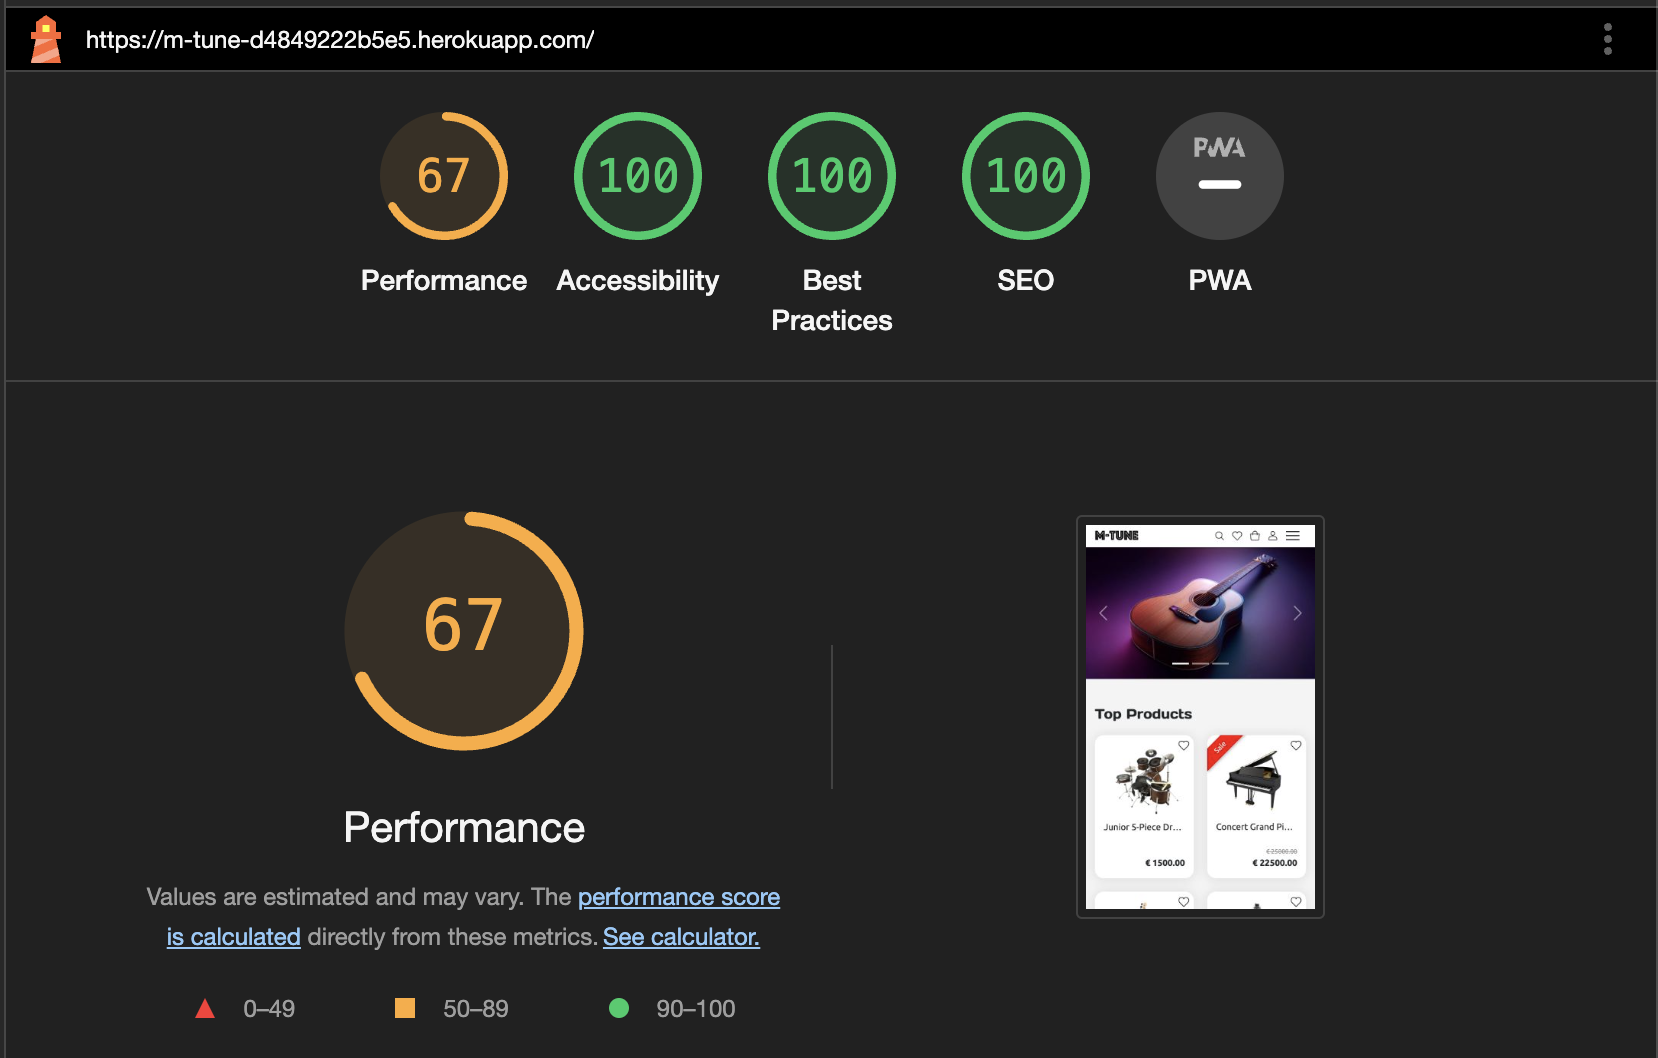 https://m-tune-d4849222b5e5.herokuapp.com/
67
100
100
100
PWA
Performance
Accessibility
Best
Practices
SEO
PWA
67
Performance
Values are estimated and may vary. The performance score
is calculated directly from these metrics. See calculator.
0–49
50–89
90–100
M-TUNE
Top Products
Sale
Junior 5-Piece Dr...
Concert Grand Pi...
€ 25000.00
€ 1500.00
€ 22500.00